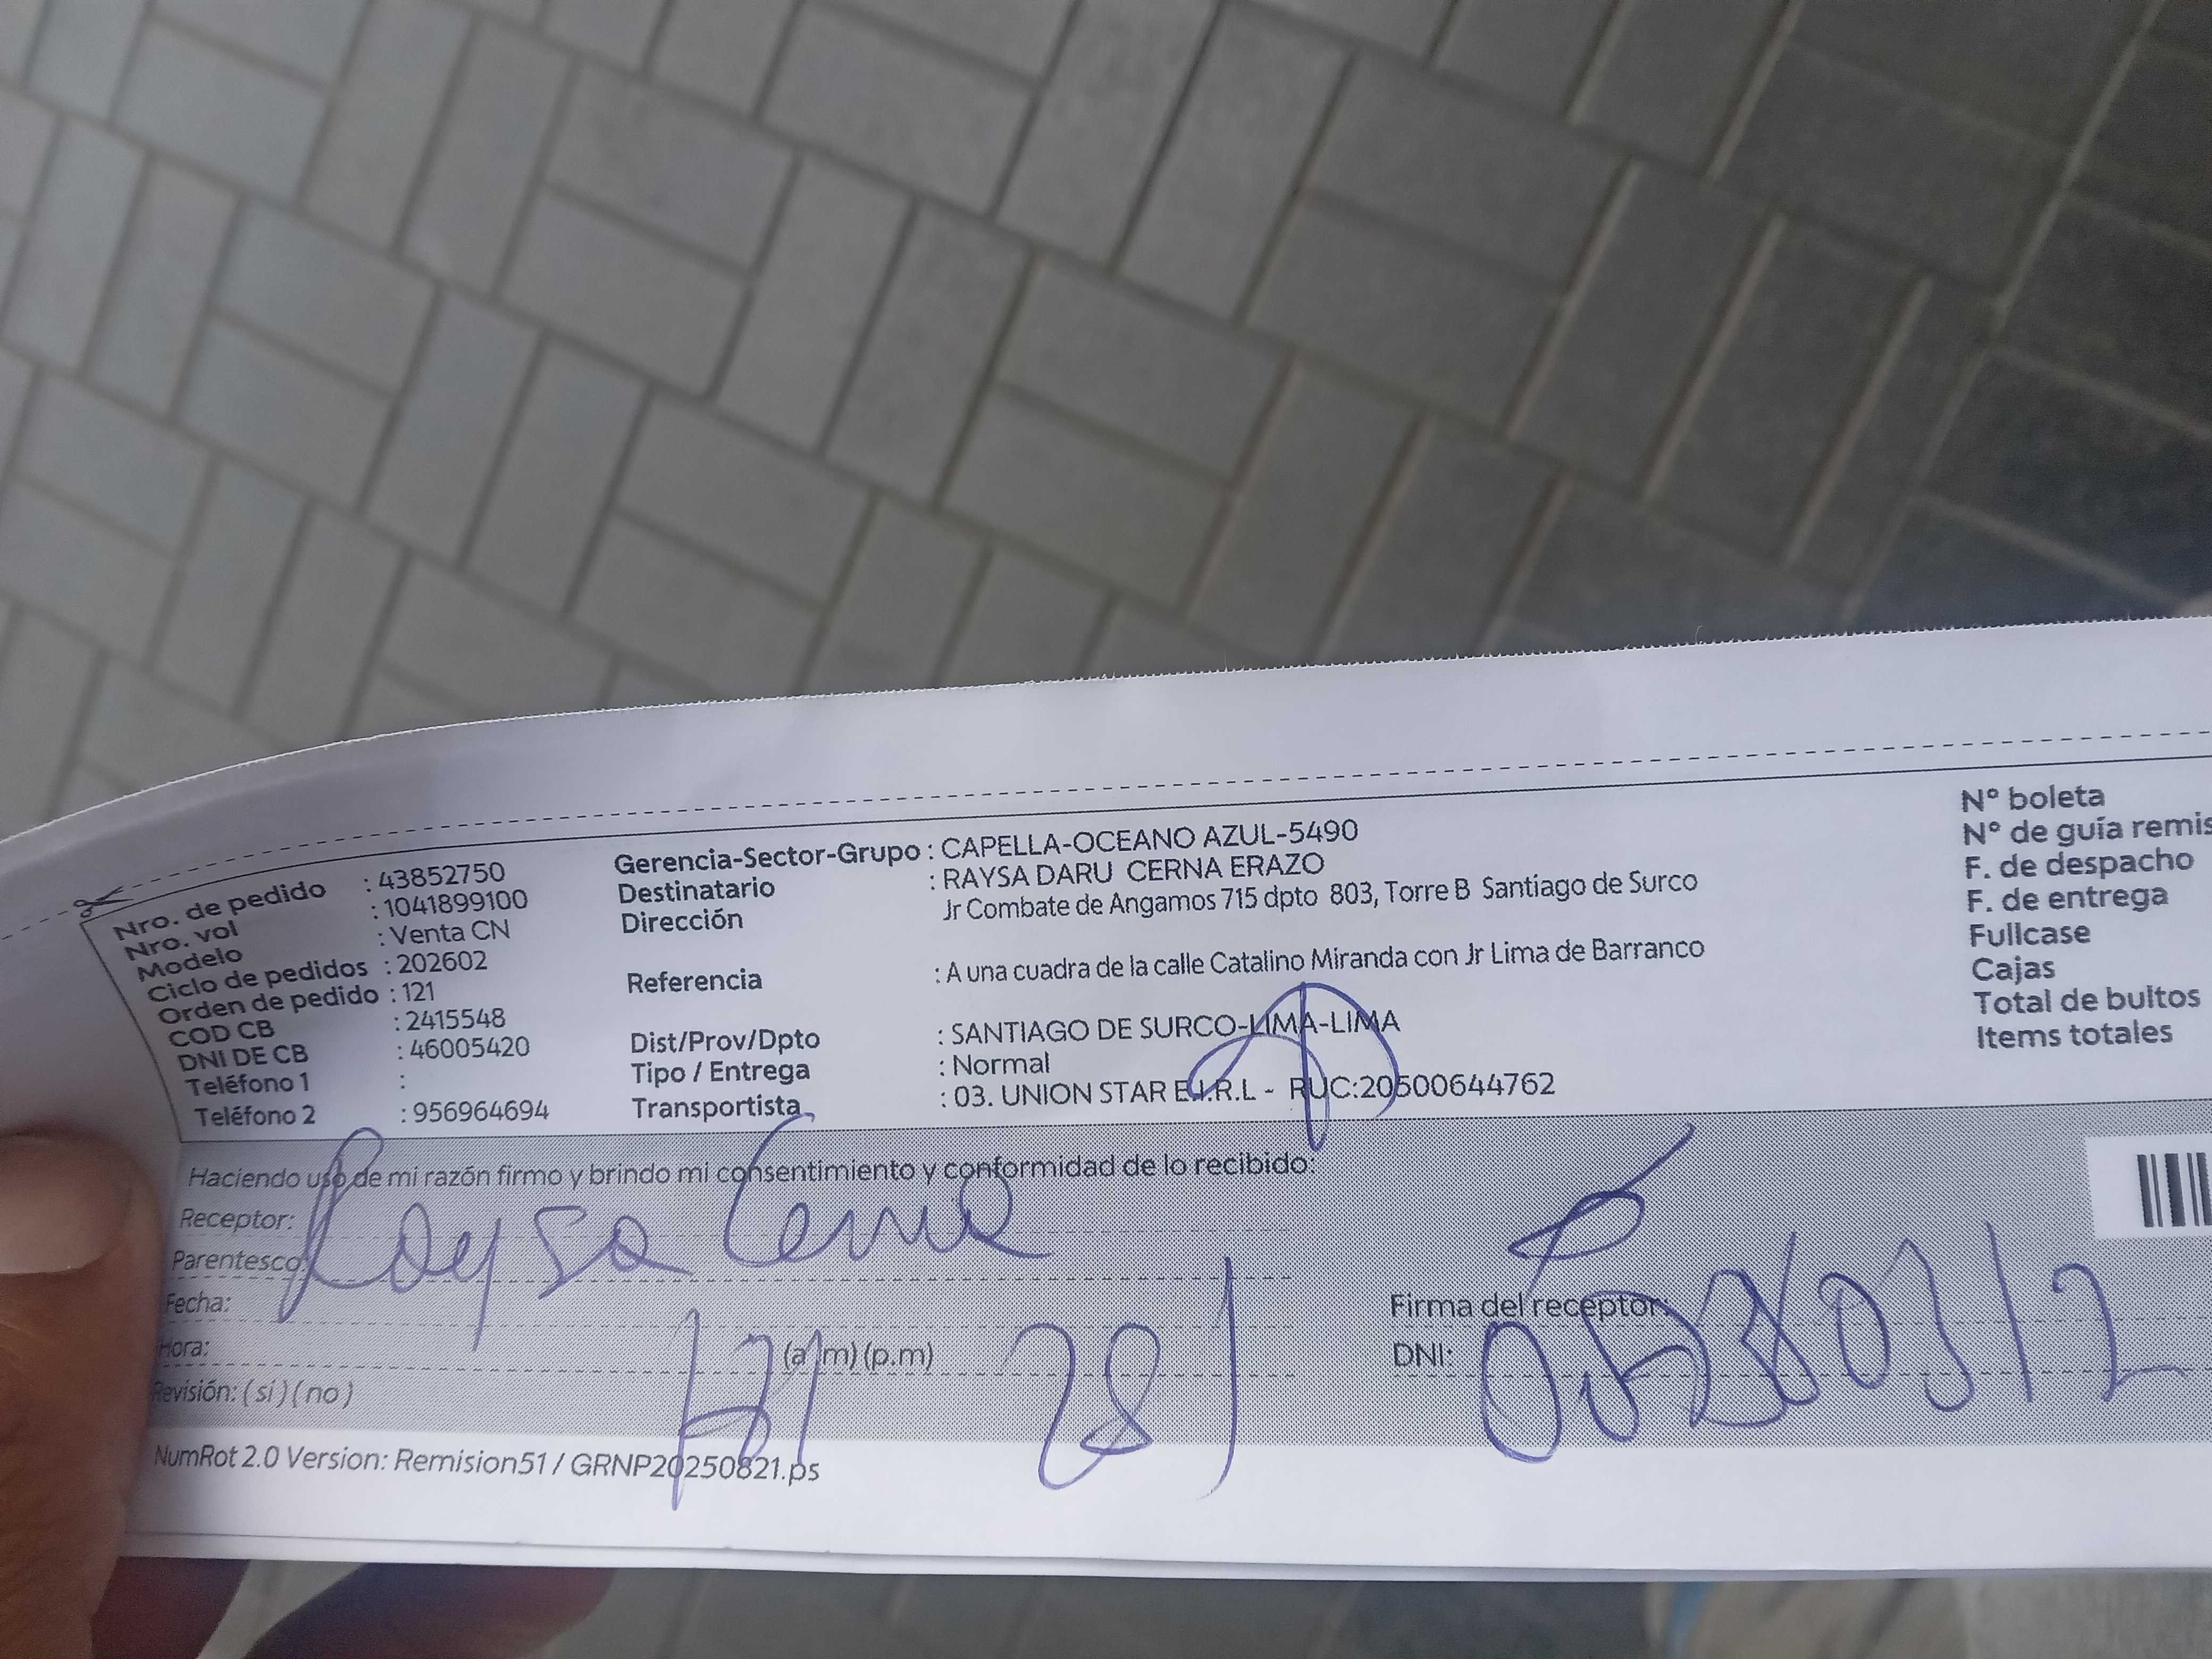 Nro. de pedido : 43852750
Nro. vol : 1041899100
Modelo : Venta CN
Ciclo de pedidos : 202602
Orden de pedido : 121
COD CB : 2415548
DNI DE CB : 46005420
Teléfono 1 :
Teléfono 2 : 956964694
Gerencia-Sector-Grupo : CAPELLA-OCEANO AZUL-5490
Destinatario : RAYSA DARU CERNA ERAZO
Dirección Jr Combate de Angamos 715 dpto 803, Torre B Santiago de Surco
Referencia : A una cuadra de la calle Catalino Miranda con Jr Lima de Barranco
Dist/Prov/Dpto : SANTIAGO DE SURCO-LIMA-LIMA
Tipo / Entrega : Normal
Transportista : 03. UNION STAR E.I.R.L - RUC:20500644762
N° boleta
N° de guía remis
F. de despacho
F. de entrega
Fullcase
Cajas
Total de bultos
Items totales
Haciendo uso de mi razón firmo y brindo mi consentimiento y conformidad de lo recibido:
Receptor: Raysa Cerna
Parentesco:
Fecha:
Hora: (a.m) (p.m) 281
Revisión: ( si ) ( no )
Firma del receptor:
DNI:
NumRot 2.0 Version: Remision51 / GRNP20250821.ps